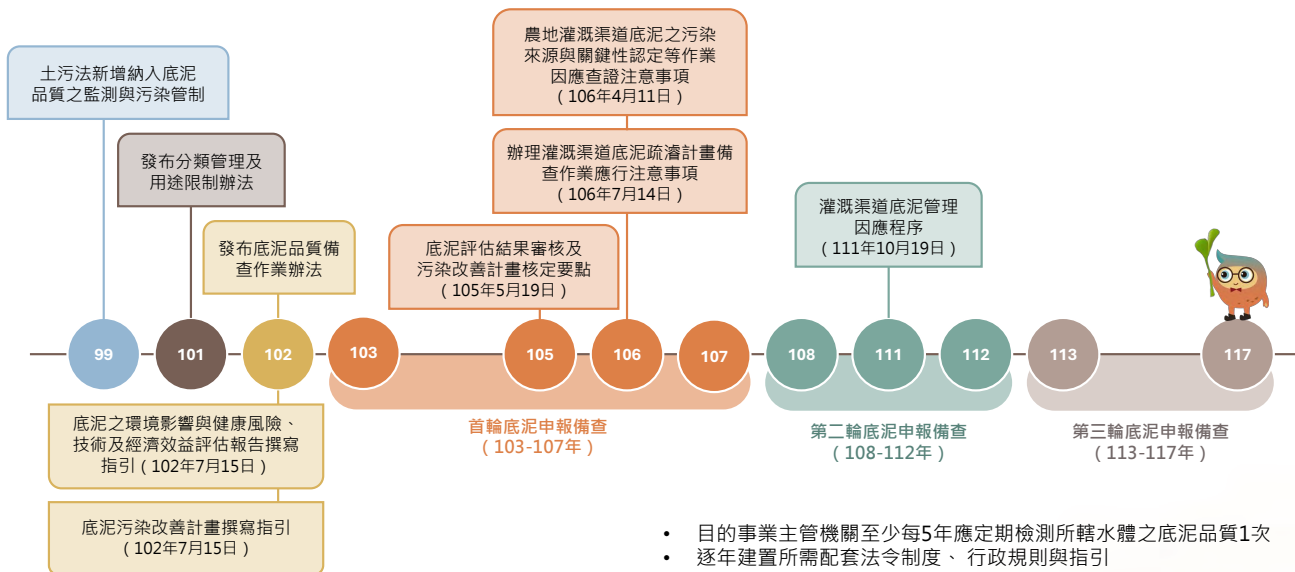 土污法新增納入底泥
品質之監測與污染管制
發布分類管理及
用途限制辦法
發布底泥品質備
查作業辦法
農地灌溉渠道底泥之污染
來源與關鍵性認定等作業
因應查證注意事項
(106年4月11日)
辦理灌溉渠道底泥疏濬計畫備
查作業應行注意事項
(106年7月14日)
底泥評估結果審核及
污染改善計畫核定要點
(105年5月19日)
灌溉渠道底泥管理
因應程序
(111年10月19日)
99
101
102
103
105
106
107
108
111
112
113
117
底泥之環境影響與健康風險、
技術及經濟效益評估報告撰寫
指引(102年7月15日)
底泥污染改善計畫撰寫指引
(102年7月15日)
首輪底泥申報備查
(103-107年)
第二輪底泥申報備查
(108-112年)
第三輪底泥申報備查
(113-117年)
• 目的事業主管機關至少每5年應定期檢測所轄水體之底泥品質1次
• 逐年建置所需配套法令制度、 行政規則與指引